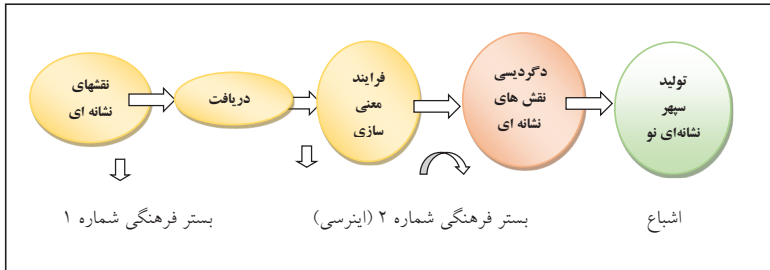 نقشهای
نشانه ای
دریافت
فرایند
معنی
سازی
دگردیسی
نقش های
نشانه ای
تولید
سپهر
نشانه‌ای نو
بستر فرهنگی شماره ۱
بستر فرهنگی شماره ۲ (اینرسی)
اشباع